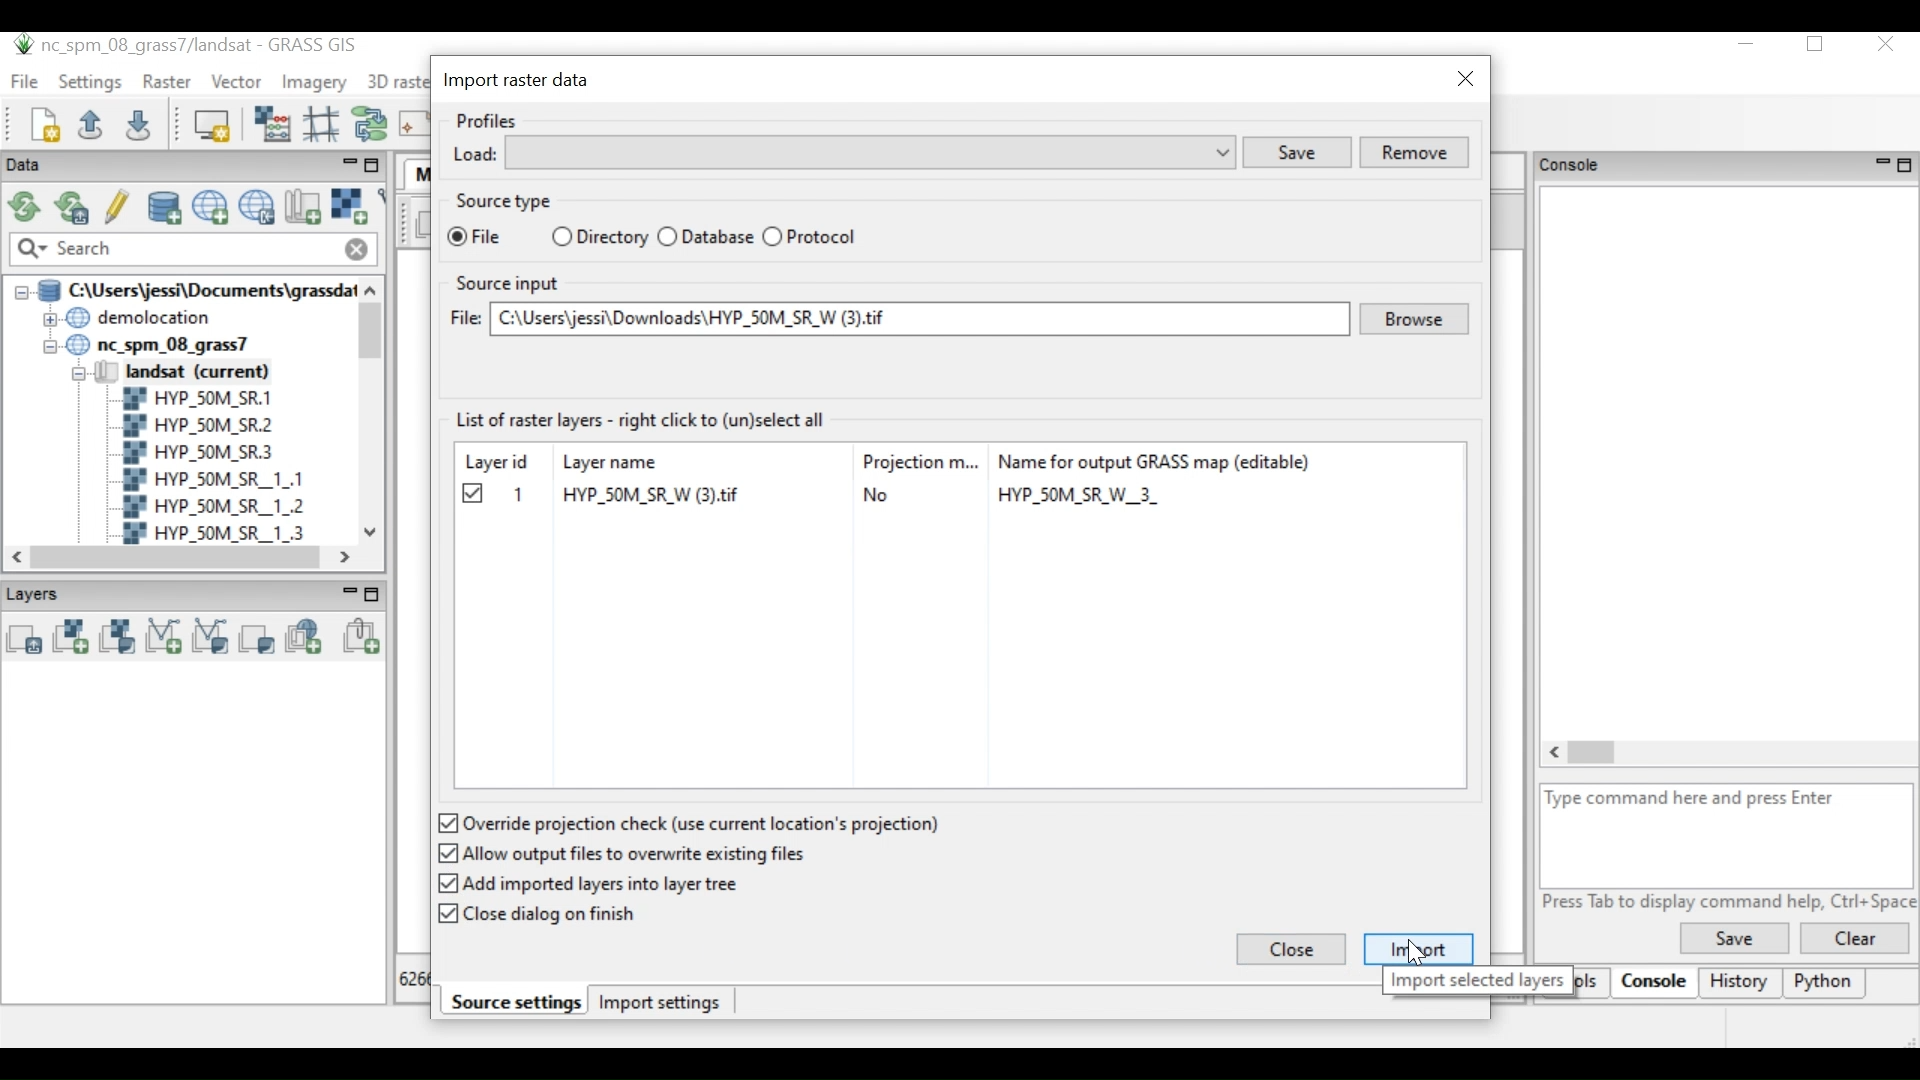 nc_spm_08_grass7/landsat - GRASS GIS
File Settings Raster Vector Imagery 3D raste
Import raster data
Profiles
Load: Save Remove
Data
M
Console
Source type
File Directory Database Protocol
Search
Source input
File: C:\Users\jessi\Downloads\HYP_50M_SR_W (3).tif Browse
C:\Users\jessi\Documents\grassdat
demolocation
nc_spm_08_grass7
landsat (current)
HYP_50M_SR.1
HYP_50M_SR.2
HYP_50M_SR.3
HYP_50M_SR__1_.1
HYP_50M_SR__1_.2
HYP_50M_SR__1_.3
List of raster layers - right click to (un)select all
Layer id Layer name Projection m... Name for output GRASS map (editable)
1 HYP_50M_SR_W (3).tif No HYP_50M_SR_W__3_
Layers
Override projection check (use current location's projection)
Allow output files to overwrite existing files
Add imported layers into layer tree
Close dialog on finish
Close Import
Import selected layers
6266
Source settings Import settings
Type command here and press Enter
Press Tab to display command help, Ctrl+Space
Save Clear
ols Console History Python